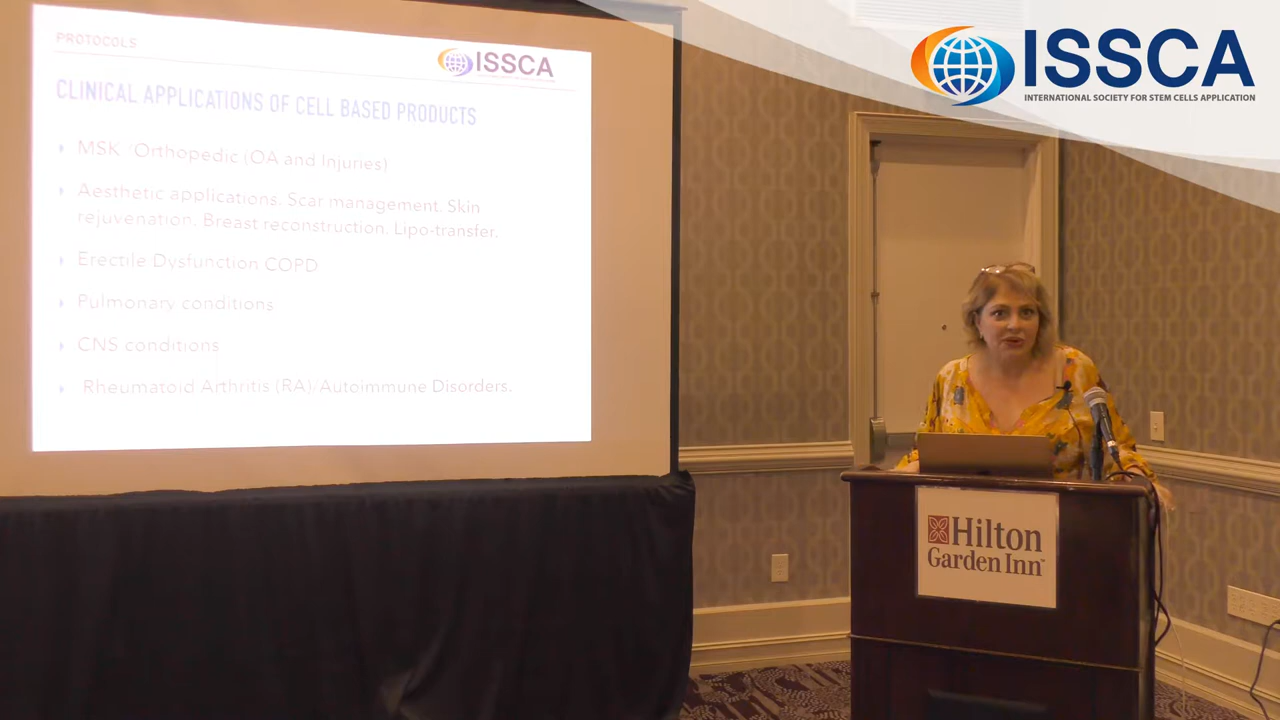 PROTOCOLS
ISSCA
CLINICAL APPLICATIONS OF CELL BASED PRODUCTS
MSK /Orthopedic (OA and Injuries)
Aesthetic applications. Scar management. Skin
rejuvenation. Breast reconstruction. Lipo-transfer.
Erectile Dysfunction COPD
Pulmonary conditions
CNS conditions
Rheumatoid Arthritis (RA)/Autoimmune Disorders.
ISSCA
INTERNATIONAL SOCIETY FOR STEM CELLS APPLICATION
Hilton
Garden Inn™